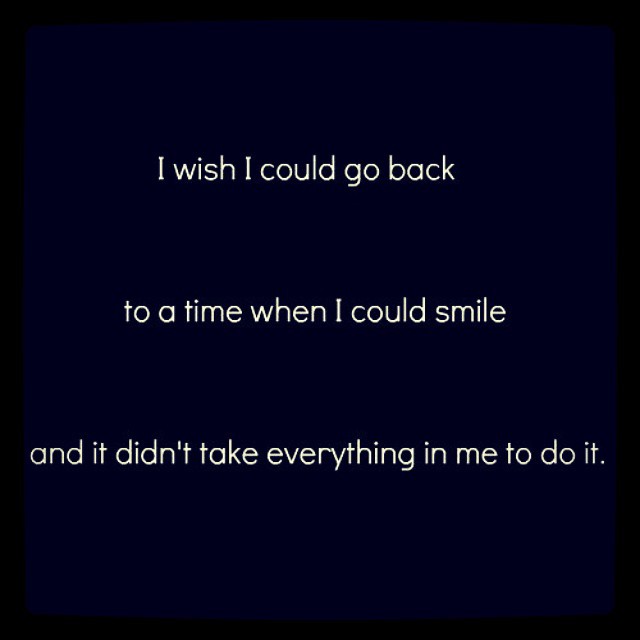 I wish I could go back
to a time when I could smile
and it didn't take everything in me to do it.